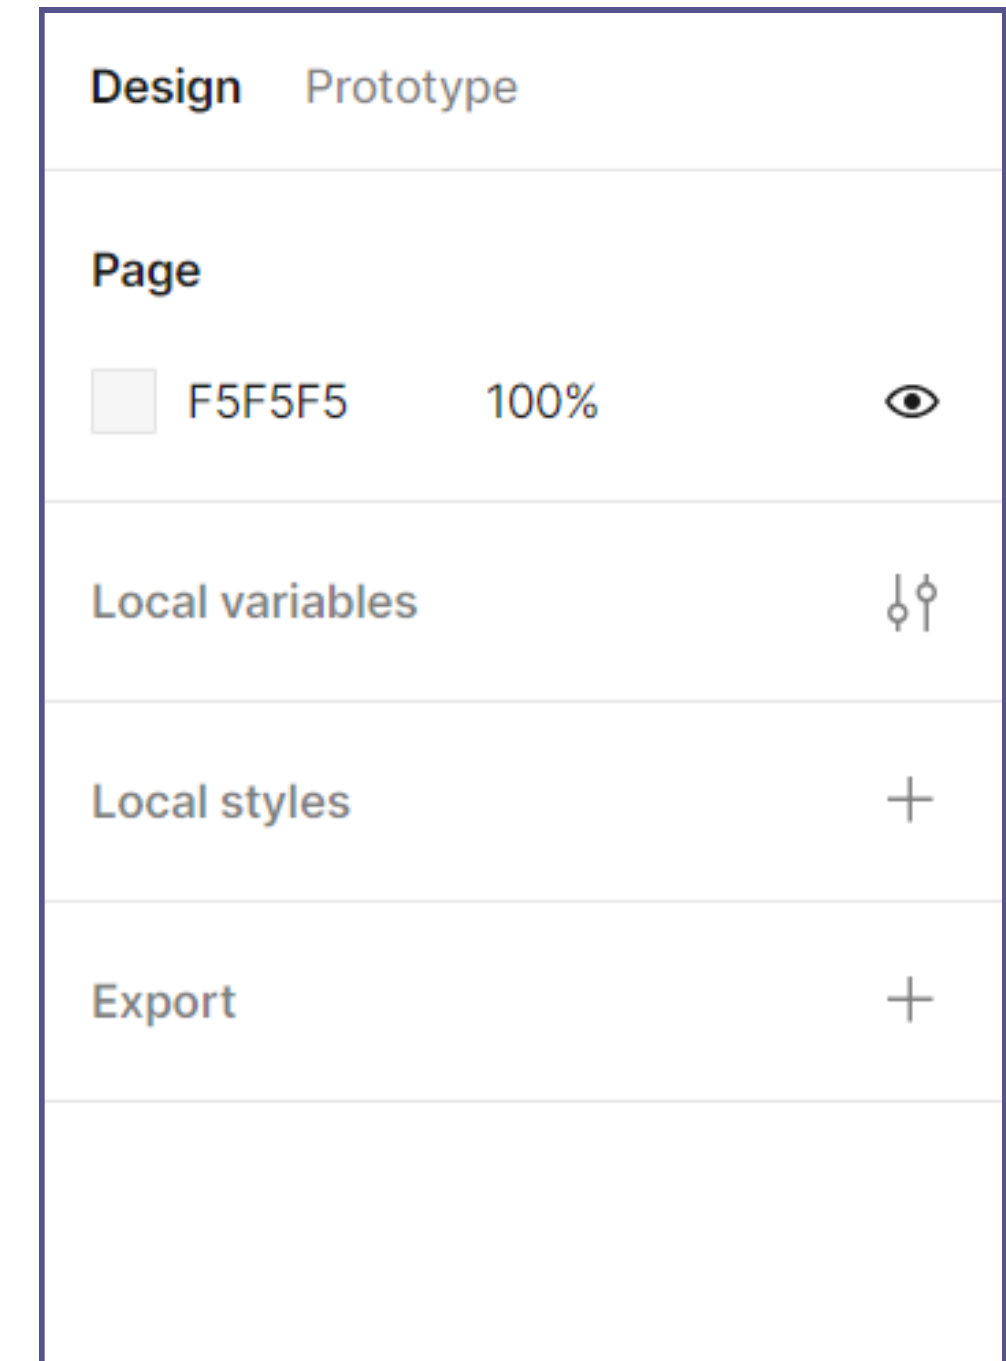 Design Prototype
Page
F5F5F5 100%
Local variables
Local styles
Export